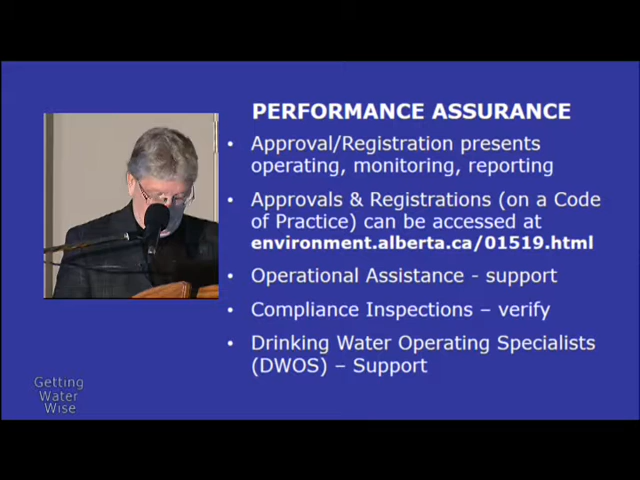 PERFORMANCE ASSURANCE
• Approval/Registration presents
operating, monitoring, reporting
• Approvals & Registrations (on a Code
of Practice) can be accessed at
environment.alberta.ca/01519.html
• Operational Assistance - support
• Compliance Inspections – verify
• Drinking Water Operating Specialists
(DWOS) – Support
Getting
Water
Wise